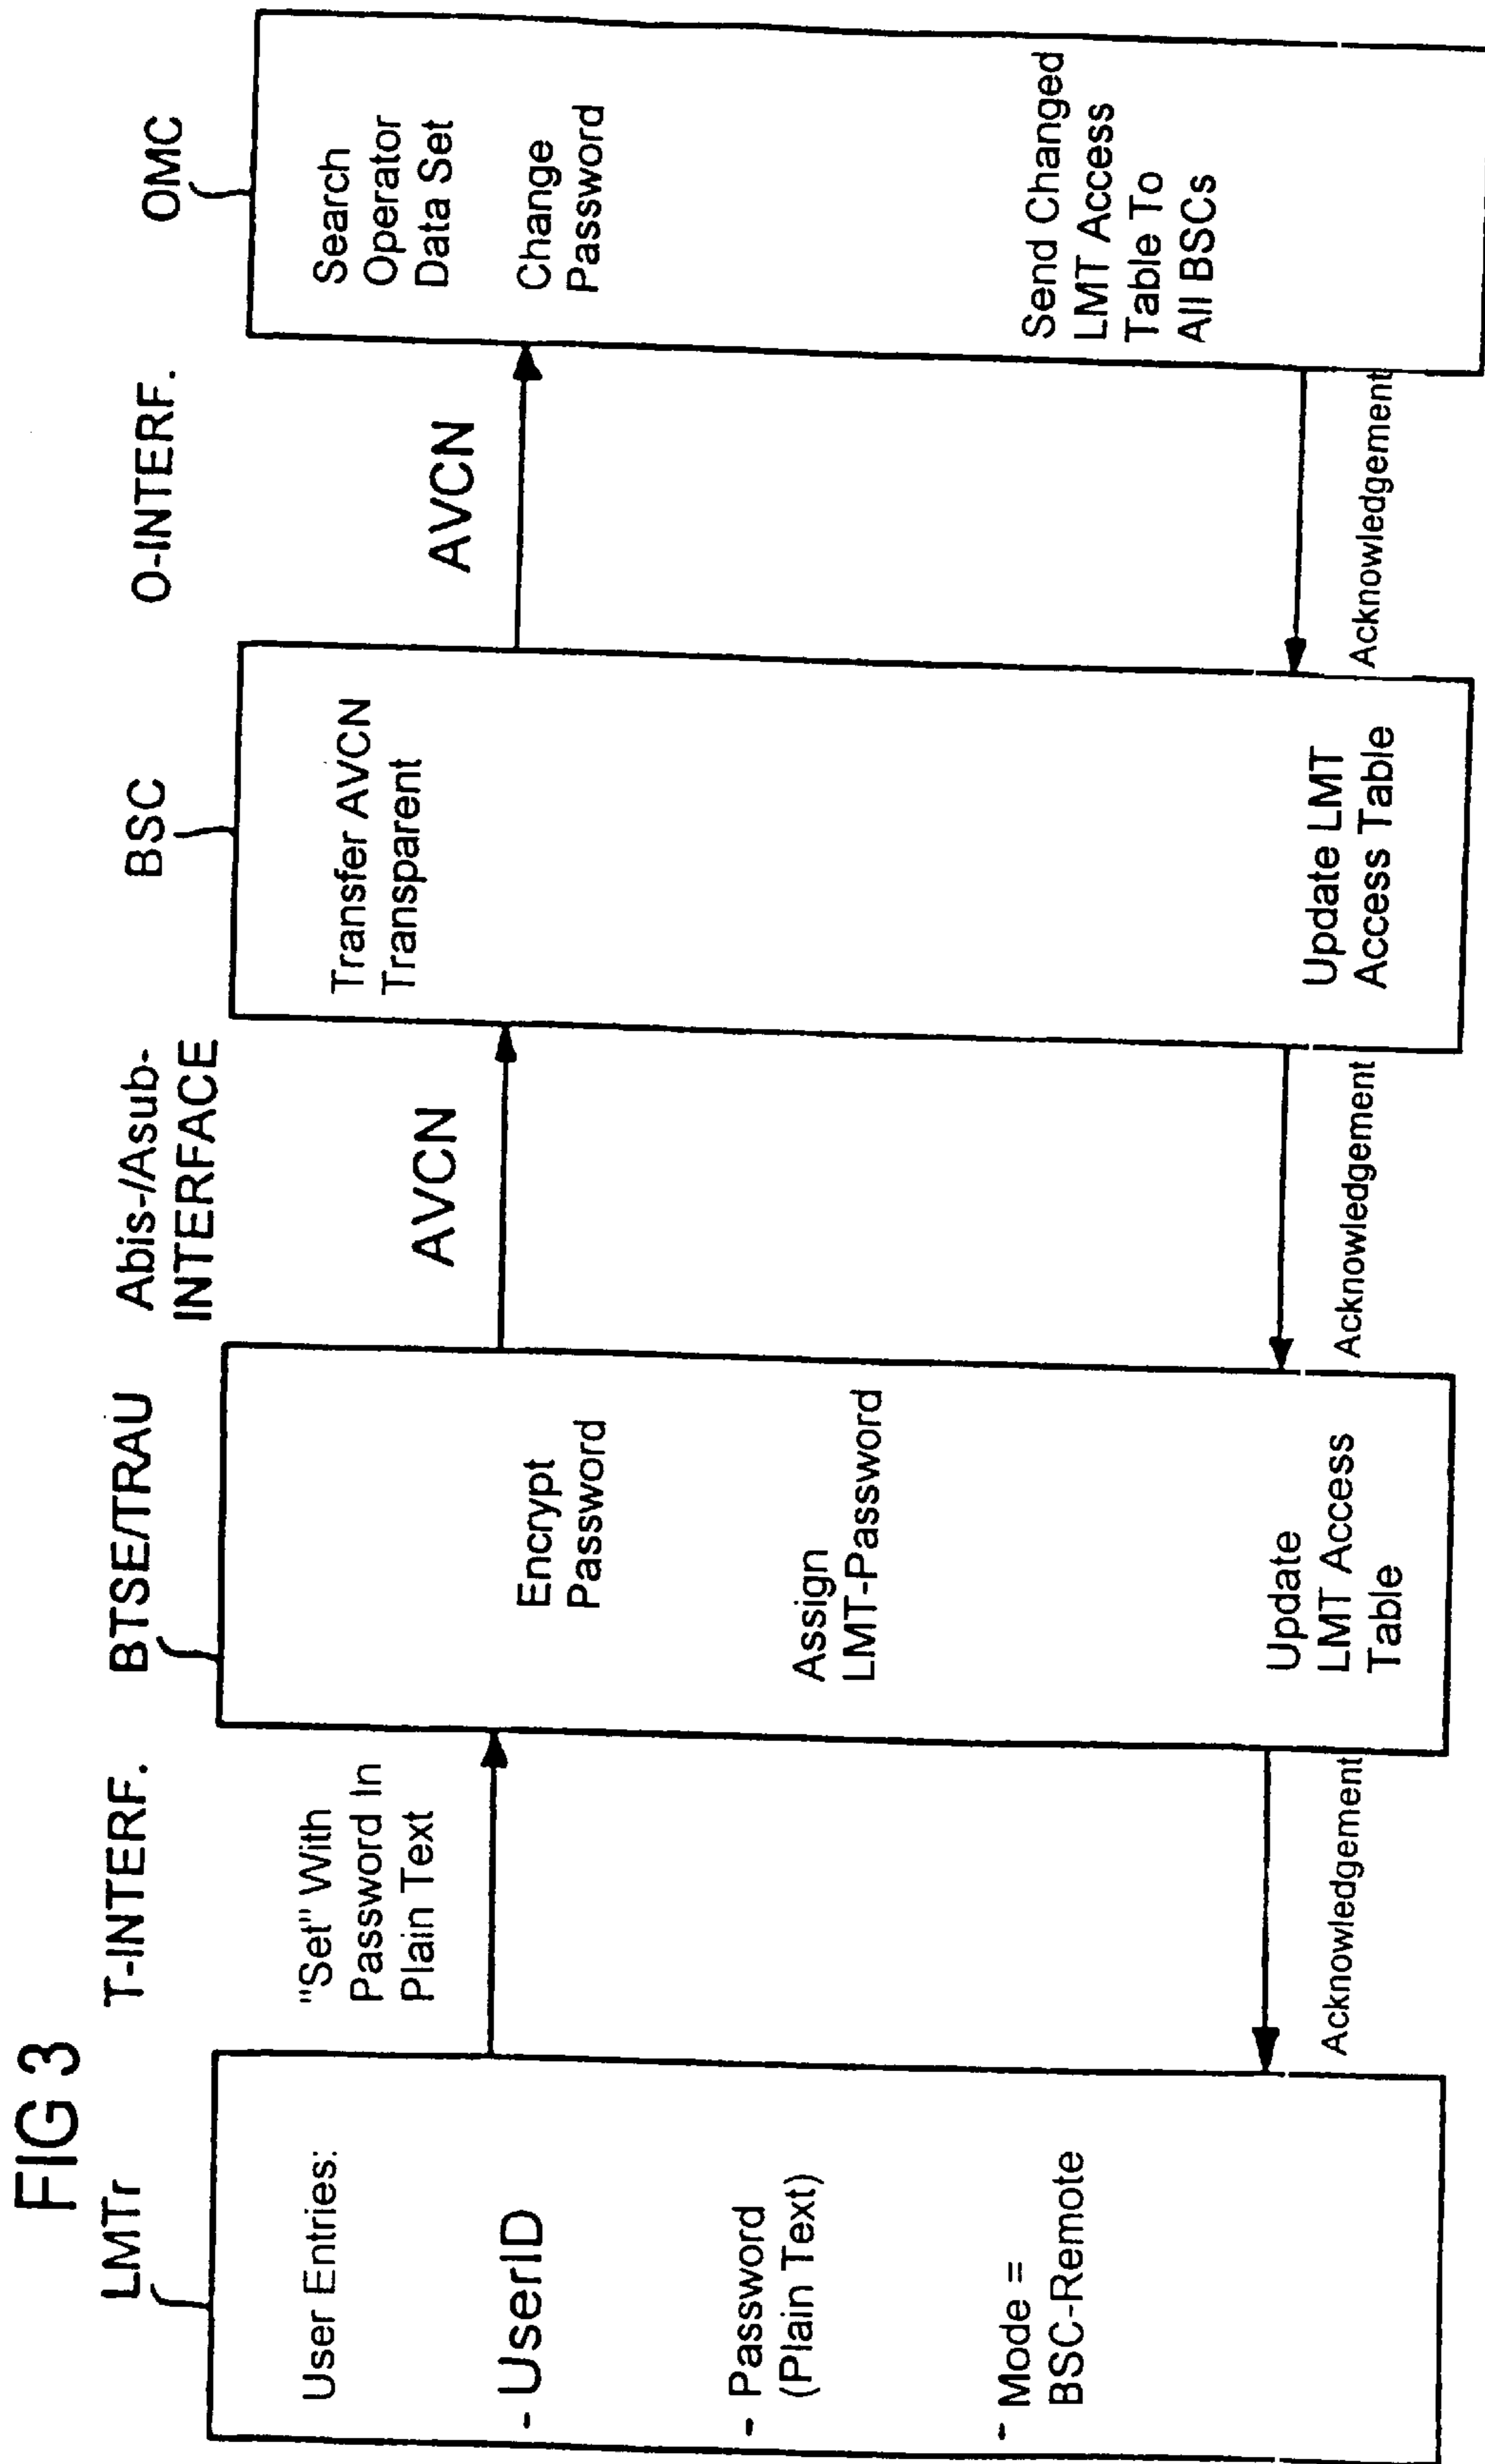 FIG 3
LMTr
T-INTERF.
BTSE/TRAU
Abis-/Asub-
INTERFACE
BSC
O-INTERF.
OMC
User Entries:
- UserID
- Password
(Plain Text)
- Mode =
BSC-Remote
"Set" With
Password In
Plain Text
Acknowledgement
Encrypt
Password
Assign
LMT-Password
Update
LMT Access
Table
AVCN
Acknowledgement
Transfer AVCN
Transparent
Update LMT
Access Table
AVCN
Acknowledgement
Search
Operator
Data Set
Change
Password
Send Changed
LMT Access
Table To
All BSCs